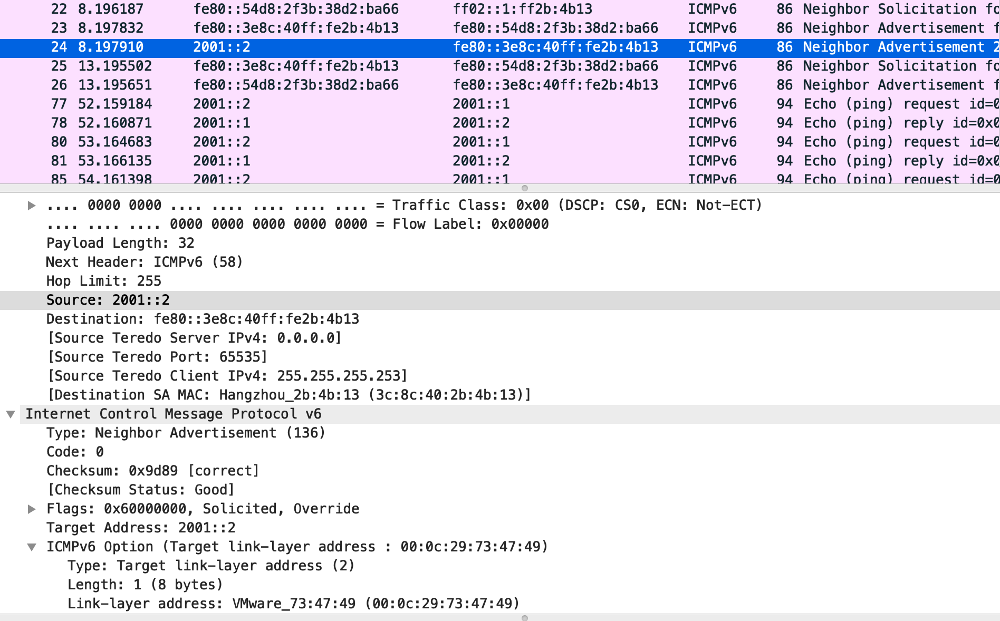 22 8.196187 fe80::54d8:2f3b:38d2:ba66 ff02::1:ff2b:4b13 ICMPv6 86 Neighbor Solicitation fo
23 8.197832 fe80::3e8c:40ff:fe2b:4b13 fe80::54d8:2f3b:38d2:ba66 ICMPv6 86 Neighbor Advertisement f
24 8.197910 2001::2 fe80::3e8c:40ff:fe2b:4b13 ICMPv6 86 Neighbor Advertisement 2
25 13.195502 fe80::3e8c:40ff:fe2b:4b13 fe80::54d8:2f3b:38d2:ba66 ICMPv6 86 Neighbor Solicitation fo
26 13.195651 fe80::54d8:2f3b:38d2:ba66 fe80::3e8c:40ff:fe2b:4b13 ICMPv6 86 Neighbor Advertisement f
77 52.159184 2001::2 2001::1 ICMPv6 94 Echo (ping) request id=0
78 52.160871 2001::1 2001::2 ICMPv6 94 Echo (ping) reply id=0x0
80 53.164683 2001::2 2001::1 ICMPv6 94 Echo (ping) request id=0
81 53.166135 2001::1 2001::2 ICMPv6 94 Echo (ping) reply id=0x0
85 54.161398 2001::2 2001::1 ICMPv6 94 Echo (ping) request id=0
.... 0000 0000 .... .... .... .... .... = Traffic Class: 0x00 (DSCP: CS0, ECN: Not-ECT)
.... .... .... 0000 0000 0000 0000 0000 = Flow Label: 0x00000
Payload Length: 32
Next Header: ICMPv6 (58)
Hop Limit: 255
Source: 2001::2
Destination: fe80::3e8c:40ff:fe2b:4b13
[Source Teredo Server IPv4: 0.0.0.0]
[Source Teredo Port: 65535]
[Source Teredo Client IPv4: 255.255.255.253]
[Destination SA MAC: Hangzhou_2b:4b:13 (3c:8c:40:2b:4b:13)]
Internet Control Message Protocol v6
Type: Neighbor Advertisement (136)
Code: 0
Checksum: 0x9d89 [correct]
[Checksum Status: Good]
Flags: 0x60000000, Solicited, Override
Target Address: 2001::2
ICMPv6 Option (Target link-layer address : 00:0c:29:73:47:49)
Type: Target link-layer address (2)
Length: 1 (8 bytes)
Link-layer address: VMware_73:47:49 (00:0c:29:73:47:49)